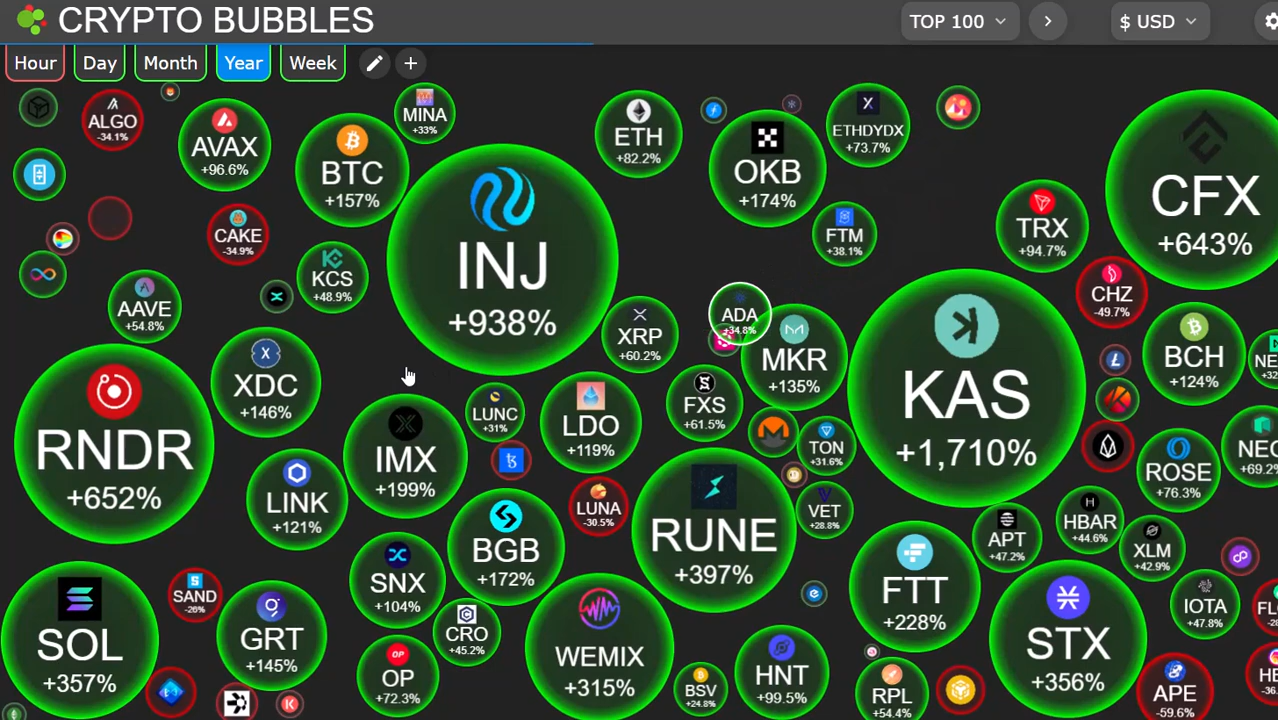 CRYPTO BUBBLES
TOP 100
$ USD
Hour
Day
Month
Year
Week
ALGO
-34.1%
AVAX
+96.6%
BTC
+157%
MINA
+33%
ETH
+82.2%
OKB
+174%
ETHDYDX
+73.7%
CFX
+643%
CAKE
-34.9%
KCS
+48.9%
INJ
+938%
FTM
+38.1%
TRX
+94.7%
AAVE
+54.8%
XRP
+60.2%
ADA
+34.8%
MKR
+135%
CHZ
-49.7%
BCH
+124%
RNDR
+652%
XDC
+146%
LUNC
+31%
LDO
+119%
FXS
+61.5%
KAS
+1,710%
IMX
+199%
TON
+31.6%
ROSE
+76.3%
NEO
+69.2%
LINK
+121%
LUNA
-30.5%
RUNE
+397%
VET
+28.8%
BGB
+172%
APT
+47.2%
HBAR
+44.6%
XLM
+42.9%
SNX
+104%
FTT
+228%
SOL
+357%
SAND
-26%
GRT
+145%
CRO
+45.2%
WEMIX
+315%
STX
+356%
IOTA
+47.8%
OP
OP
+72.3%
BSV
+24.8%
HNT
+99.5%
RPL
+54.4%
APE
-59.6%